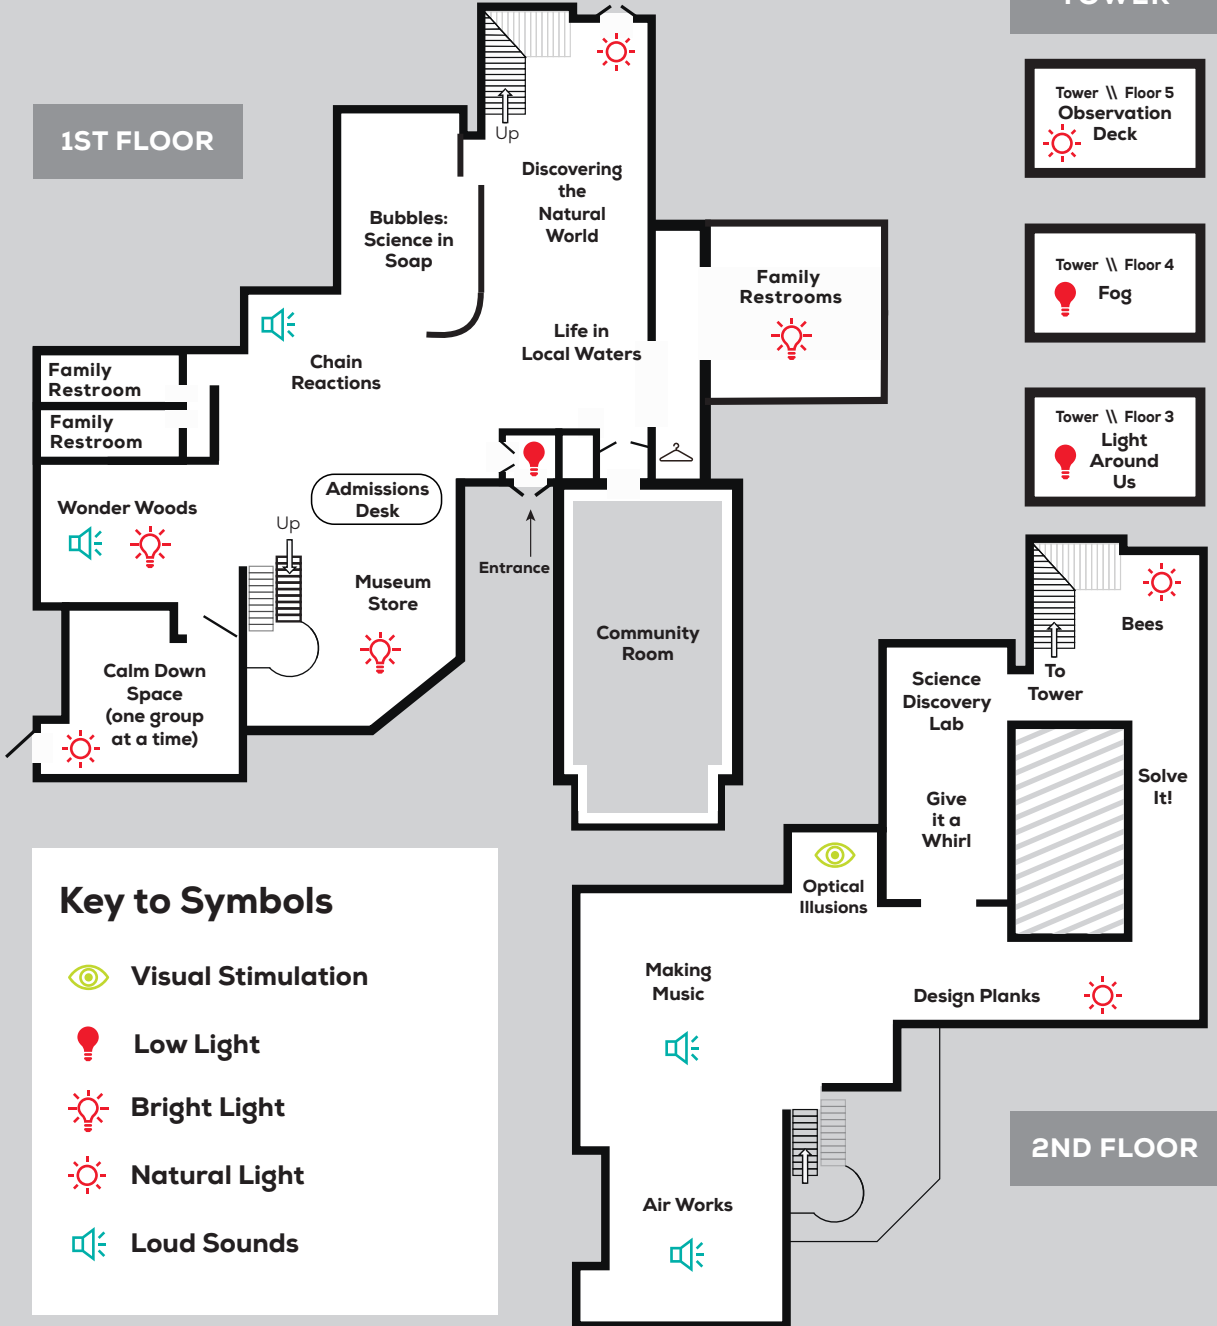 TOWER
Tower \\ Floor 5
Observation
Deck
Tower \\ Floor 4
Fog
Tower \\ Floor 3
Light
Around
Us
1ST FLOOR
Up
Discovering
the
Natural
World
Bubbles:
Science in
Soap
Family
Restrooms
Life in
Local Waters
Chain
Reactions
Family
Restroom
Family
Restroom
Admissions
Desk
Wonder Woods
Up
Entrance
Museum
Store
Community
Room
Calm Down
Space
(one group
at a time)
Bees
To
Tower
Science
Discovery
Lab
Solve
It!
Give
it a
Whirl
Optical
Illusions
Making
Music
Design Planks
2ND FLOOR
Air Works
Key to Symbols
Visual Stimulation
Low Light
Bright Light
Natural Light
Loud Sounds